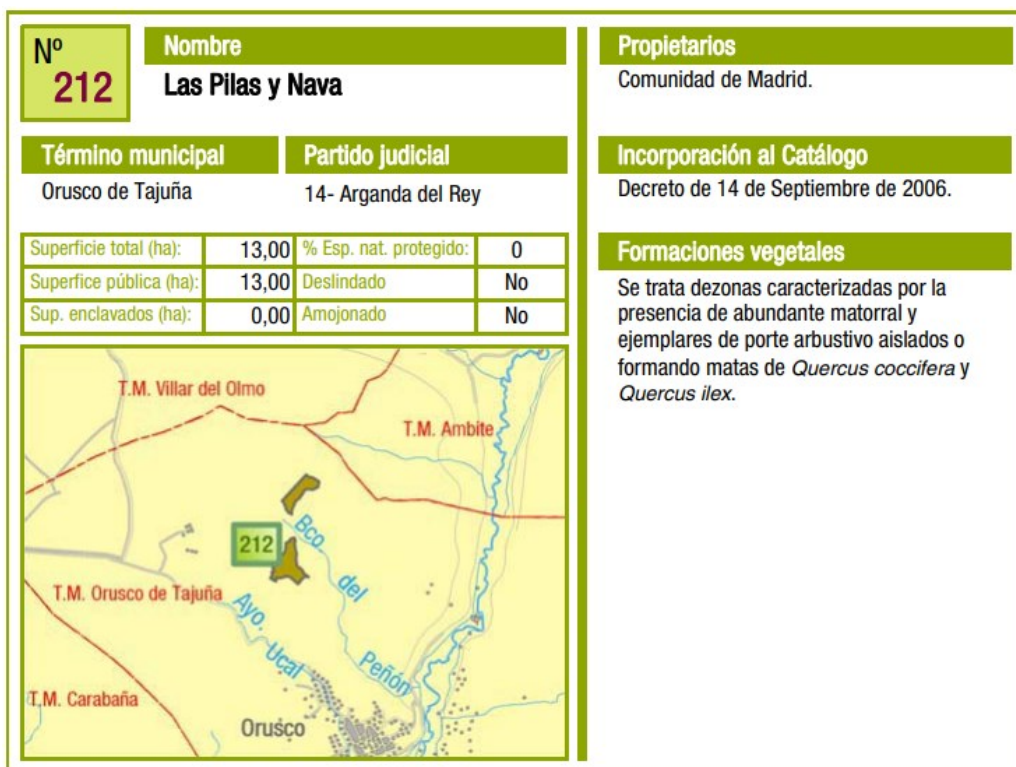 Nº
212
Nombre
Las Pilas y Nava
Término municipal
Orusco de Tajuña
Partido judicial
14- Arganda del Rey
Superficie total (ha): 13,00 % Esp. nat. protegido: 0
Superfice pública (ha): 13,00 Deslindado No
Sup. enclavados (ha): 0,00 Amojonado No
T.M. Villar del Olmo
T.M. Ambite
212
Bco. del Peñón
T.M. Orusco de Tajuña
Ayo. Ucal
T.M. Carabaña
Orusco
Propietarios
Comunidad de Madrid.
Incorporación al Catálogo
Decreto de 14 de Septiembre de 2006.
Formaciones vegetales
Se trata dezonas caracterizadas por la
presencia de abundante matorral y
ejemplares de porte arbustivo aislados o
formando matas de Quercus coccifera y
Quercus ilex.